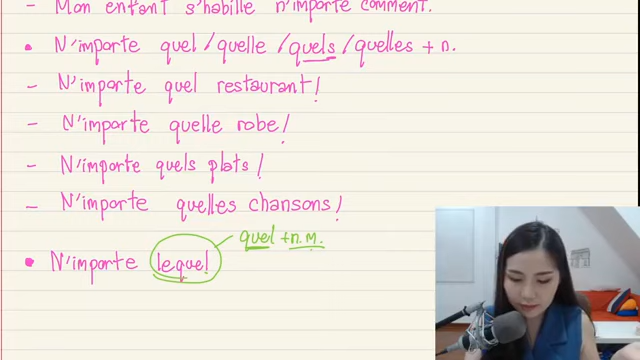 - Mon enfant s'habille n'importe comment.
• N'importe quel/quelle/quels/quelles + n.
- N'importe quel restaurant!
- N'importe quelle robe!
- N'importe quels plats!
- N'importe quelles chansons!
quel + n.m.
• N'importe lequel